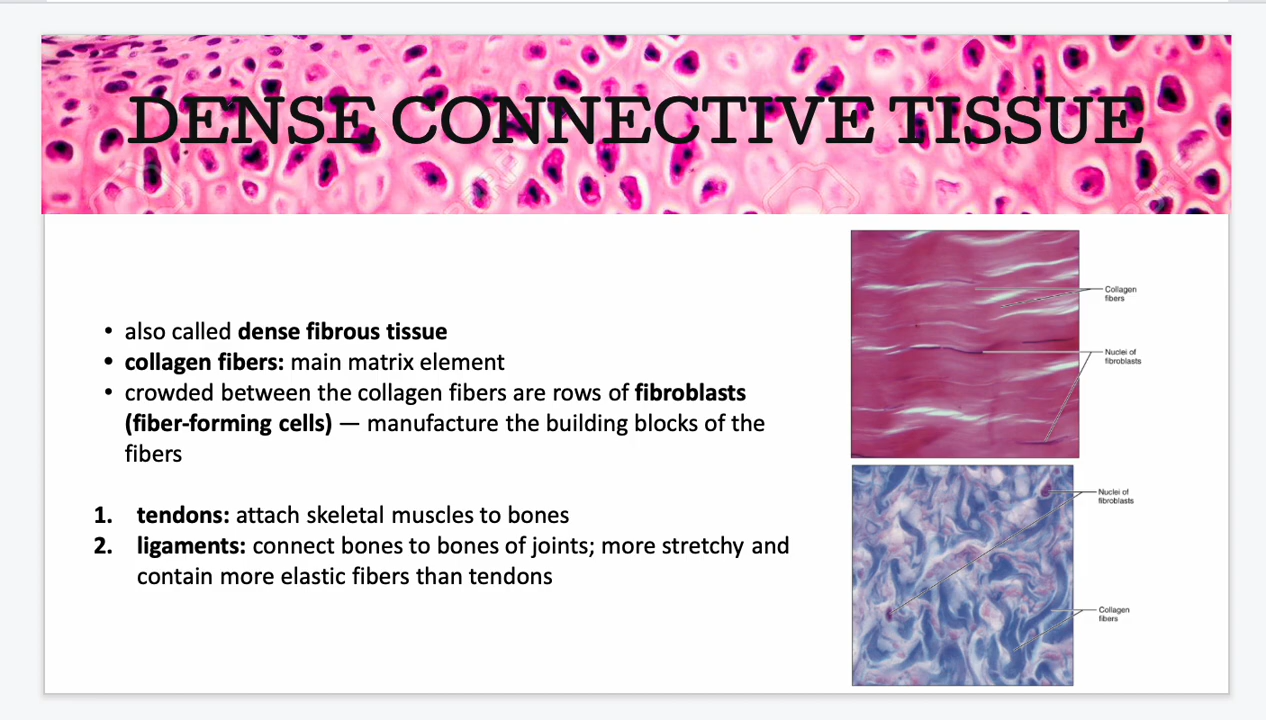 DENSE CONNECTIVE TISSUE
• also called dense fibrous tissue
• collagen fibers: main matrix element
• crowded between the collagen fibers are rows of fibroblasts
(fiber-forming cells) — manufacture the building blocks of the
fibers
1. tendons: attach skeletal muscles to bones
2. ligaments: connect bones to bones of joints; more stretchy and
contain more elastic fibers than tendons
Collagen
fibers
Nuclei of
fibroblasts
Nuclei of
fibroblasts
Collagen
fibers